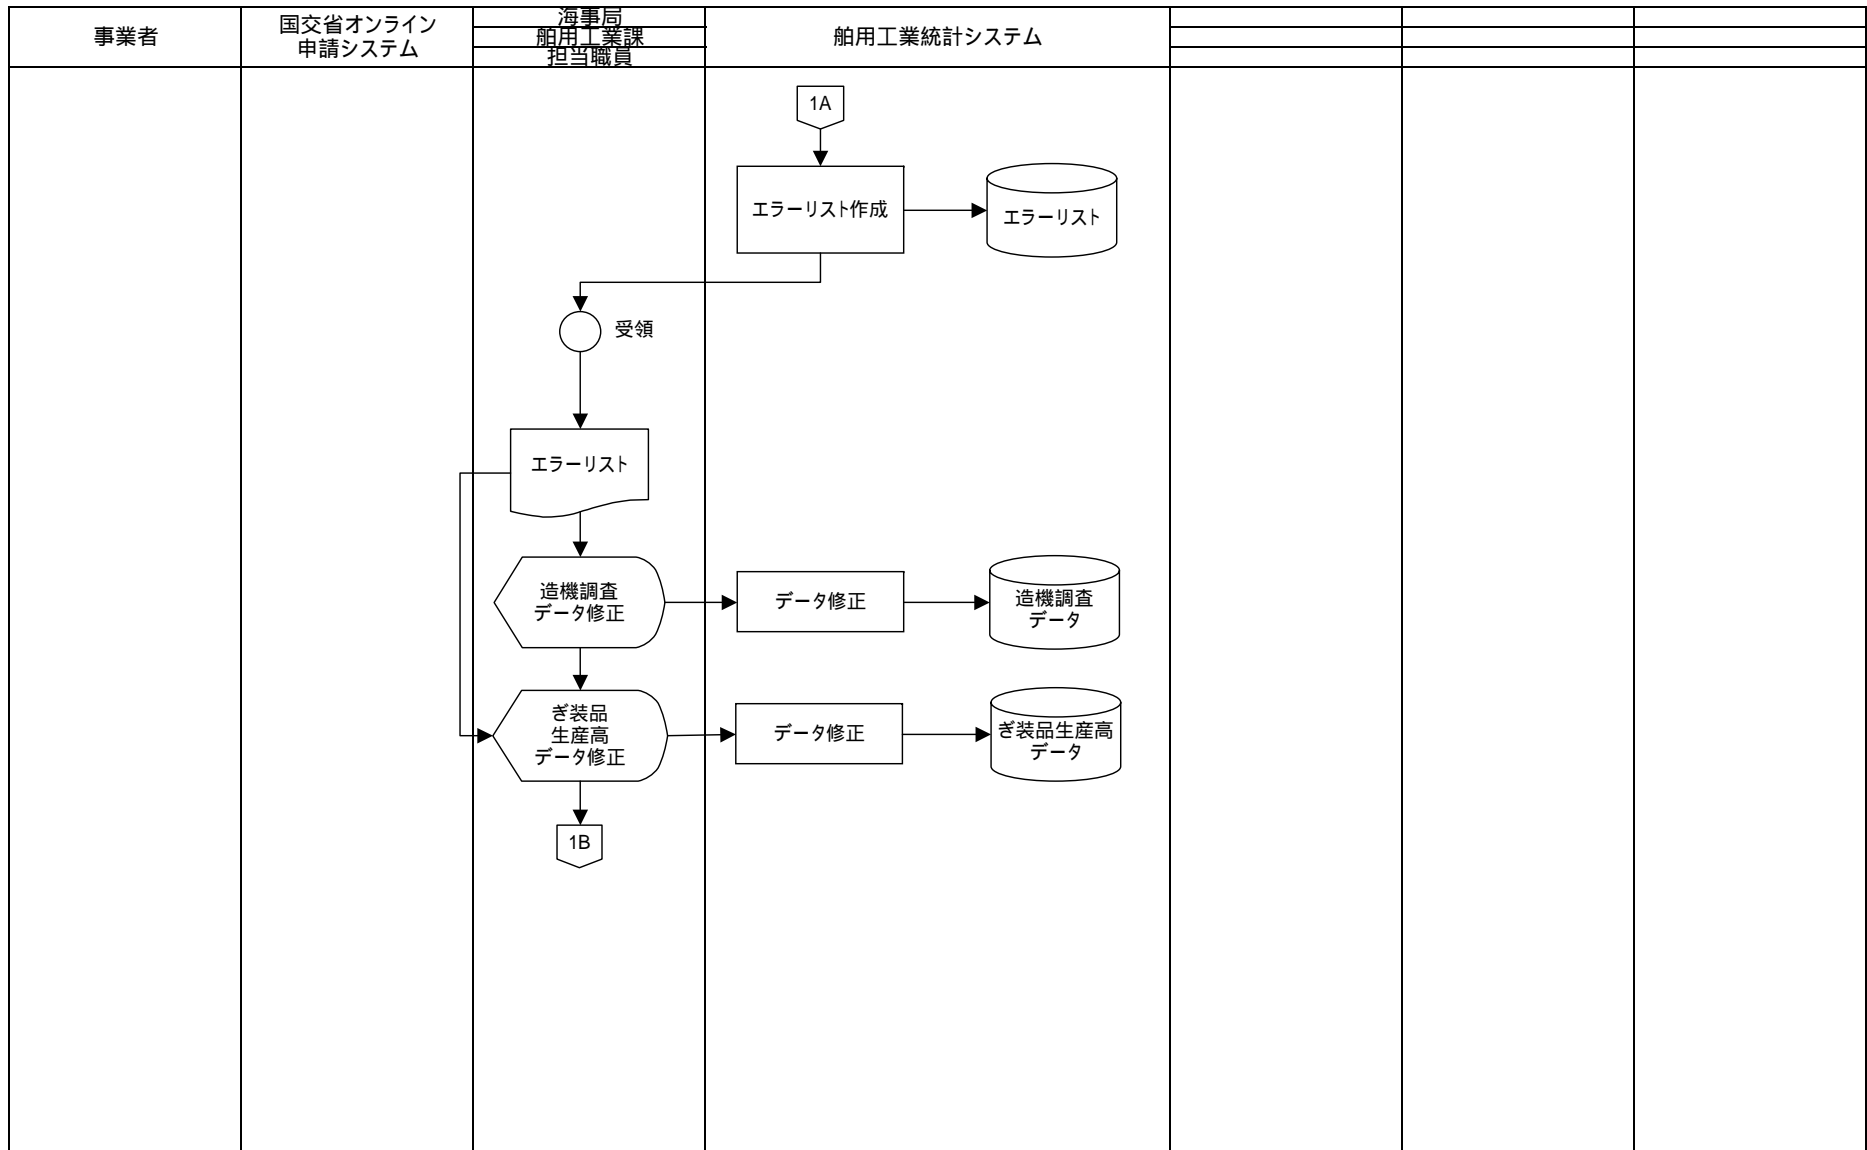 事業者
国交省オンライン
申請システム
海事局
舶用工業課
担当職員
舶用工業統計システム
1A
エラーリスト作成
エラーリスト
受領
エラーリスト
造機調査
データ修正
データ修正
造機調査
データ
ぎ装品
生産高
データ修正
データ修正
ぎ装品生産高
データ
1B